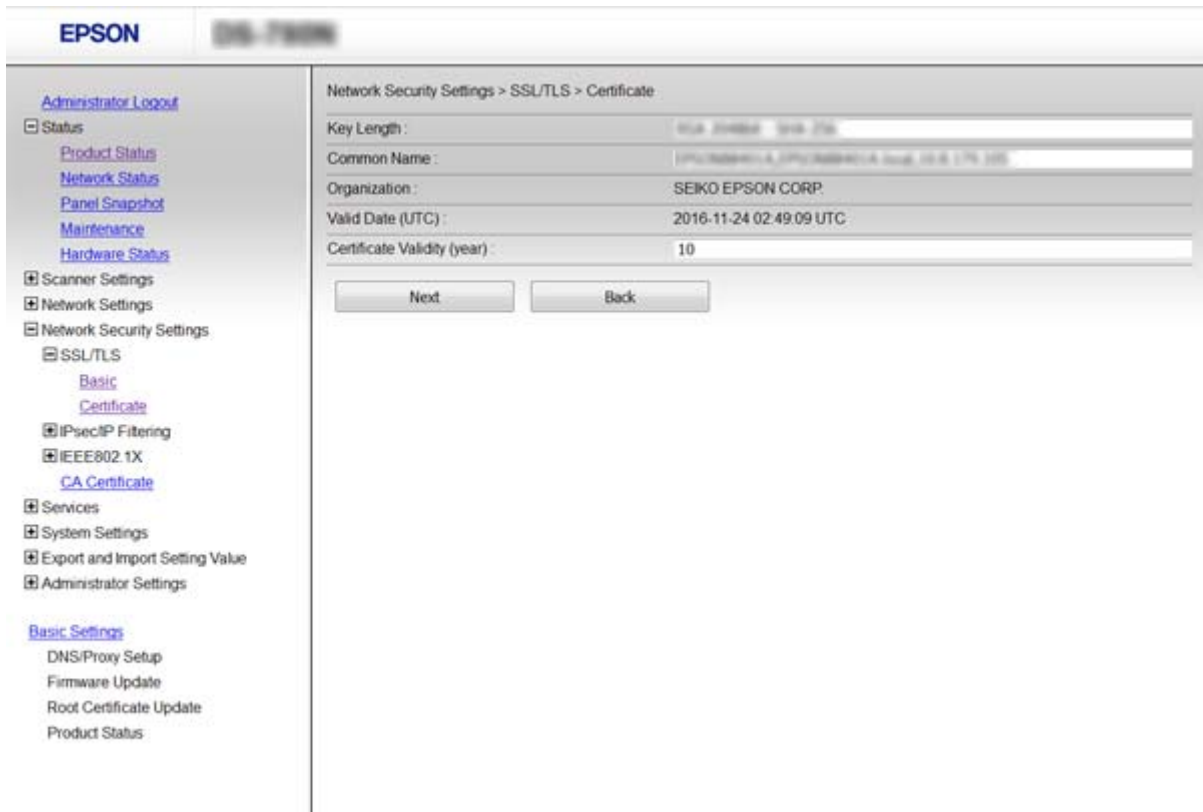 EPSON
Administrator Logout
Status
Product Status
Network Status
Panel Snapshot
Maintenance
Hardware Status
Scanner Settings
Network Settings
Network Security Settings
SSL/TLS
Basic
Certificate
IPsec/IP Filtering
IEEE802.1X
CA Certificate
Services
System Settings
Export and Import Setting Value
Administrator Settings
Basic Settings
DNS/Proxy Setup
Firmware Update
Root Certificate Update
Product Status
Network Security Settings > SSL/TLS > Certificate
Key Length :
Common Name :
Organization : SEIKO EPSON CORP.
Valid Date (UTC) : 2016-11-24 02:49:09 UTC
Certificate Validity (year) : 10
Next Back